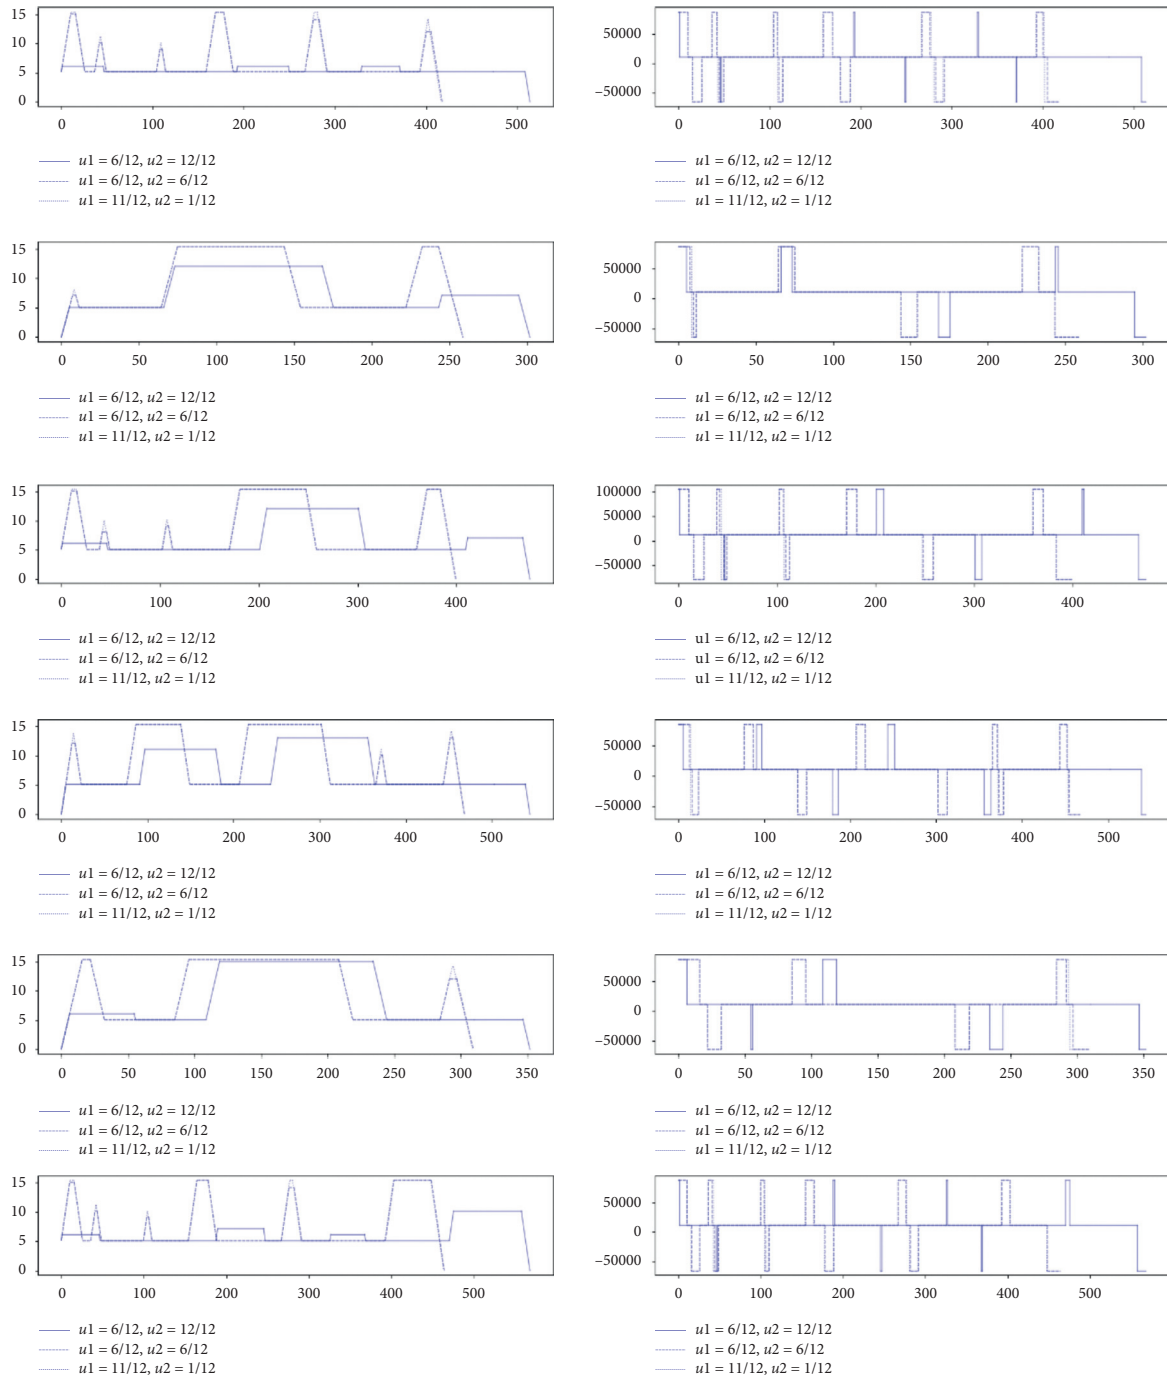 15
10
5
0
0 100 200 300 400 500
u1 = 6/12, u2 = 12/12
u1 = 6/12, u2 = 6/12
u1 = 11/12, u2 = 1/12
50000
0
–50000
0 100 200 300 400 500
u1 = 6/12, u2 = 12/12
u1 = 6/12, u2 = 6/12
u1 = 11/12, u2 = 1/12
15
10
5
0
0 50 100 150 200 250 300
u1 = 6/12, u2 = 12/12
u1 = 6/12, u2 = 6/12
u1 = 11/12, u2 = 1/12
50000
0
–50000
0 50 100 150 200 250 300
u1 = 6/12, u2 = 12/12
u1 = 6/12, u2 = 6/12
u1 = 11/12, u2 = 1/12
15
10
5
0
0 100 200 300 400
u1 = 6/12, u2 = 12/12
u1 = 6/12, u2 = 6/12
u1 = 11/12, u2 = 1/12
100000
50000
0
–50000
0 100 200 300 400
u1 = 6/12, u2 = 12/12
u1 = 6/12, u2 = 6/12
u1 = 11/12, u2 = 1/12
15
10
5
0
0 100 200 300 400 500
u1 = 6/12, u2 = 12/12
u1 = 6/12, u2 = 6/12
u1 = 11/12, u2 = 1/12
50000
0
–50000
0 100 200 300 400 500
u1 = 6/12, u2 = 12/12
u1 = 6/12, u2 = 6/12
u1 = 11/12, u2 = 1/12
15
10
5
0
0 50 100 150 200 250 300 350
u1 = 6/12, u2 = 12/12
u1 = 6/12, u2 = 6/12
u1 = 11/12, u2 = 1/12
50000
0
–50000
0 50 100 150 200 250 300 350
u1 = 6/12, u2 = 12/12
u1 = 6/12, u2 = 6/12
u1 = 11/12, u2 = 1/12
15
10
5
0
0 100 200 300 400 500
u1 = 6/12, u2 = 12/12
u1 = 6/12, u2 = 6/12
u1 = 11/12, u2 = 1/12
50000
0
–50000
0 100 200 300 400 500
u1 = 6/12, u2 = 12/12
u1 = 6/12, u2 = 6/12
u1 = 11/12, u2 = 1/12